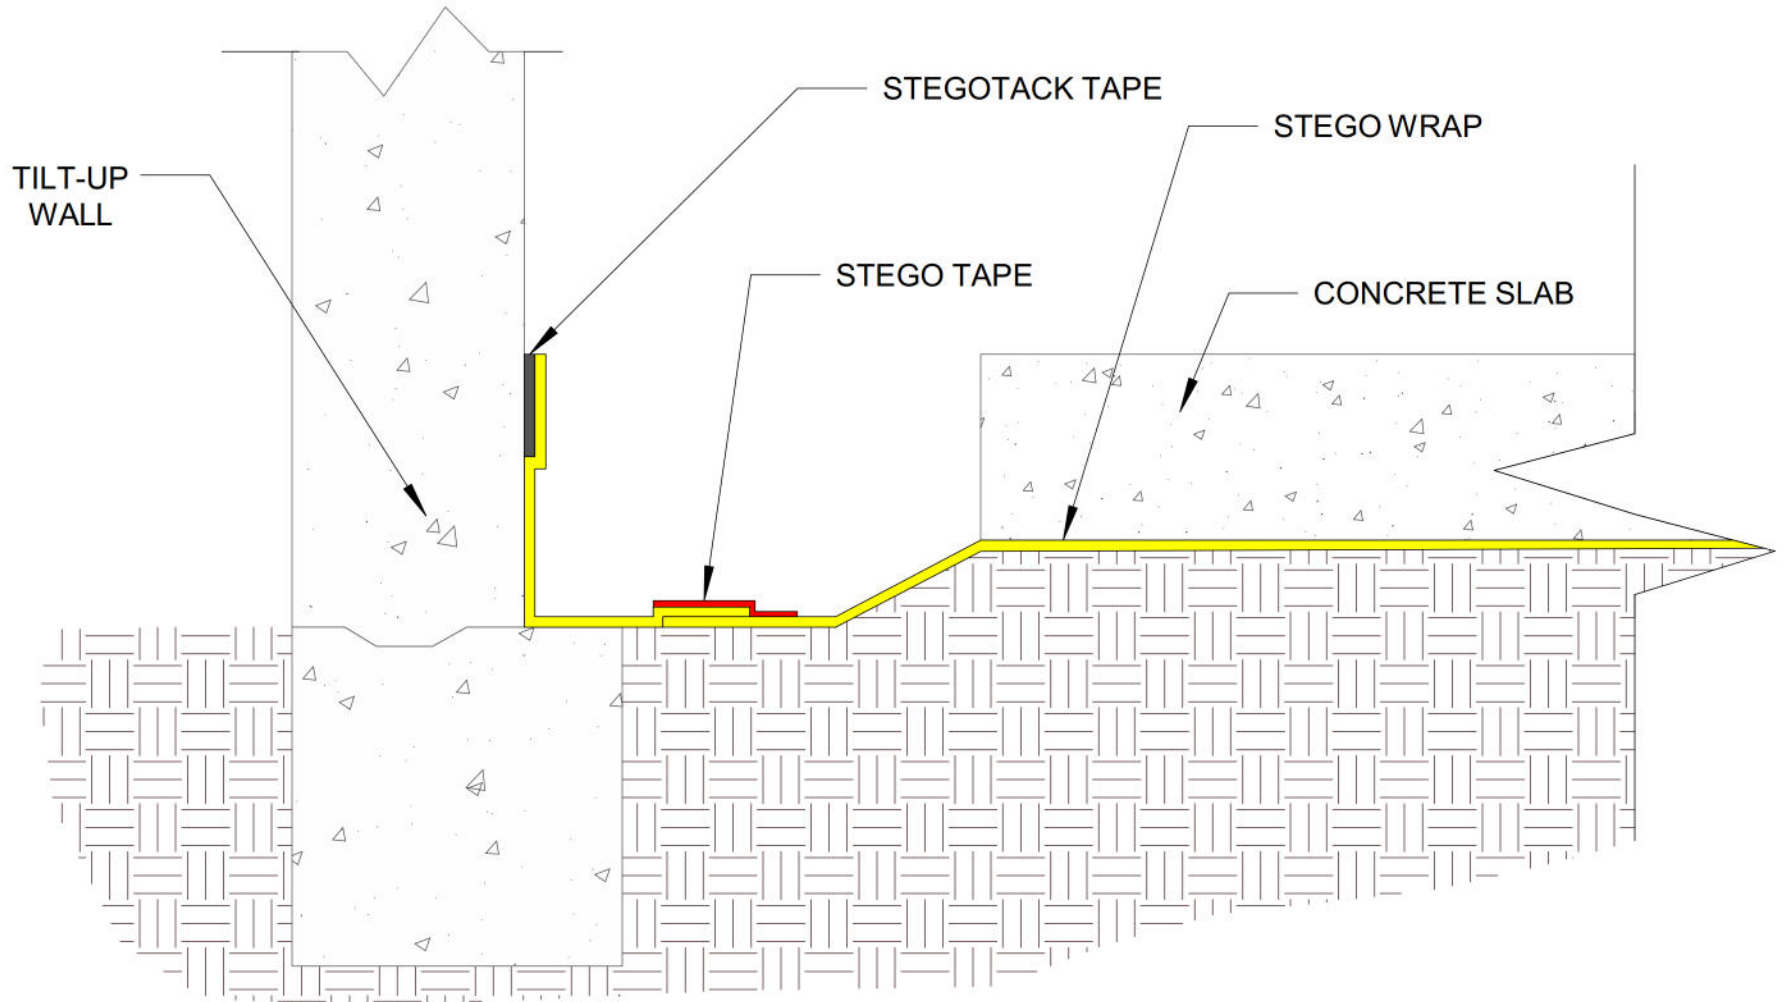 STEGOTACK TAPE
STEGO WRAP
TILT-UP
WALL
STEGO TAPE
CONCRETE SLAB